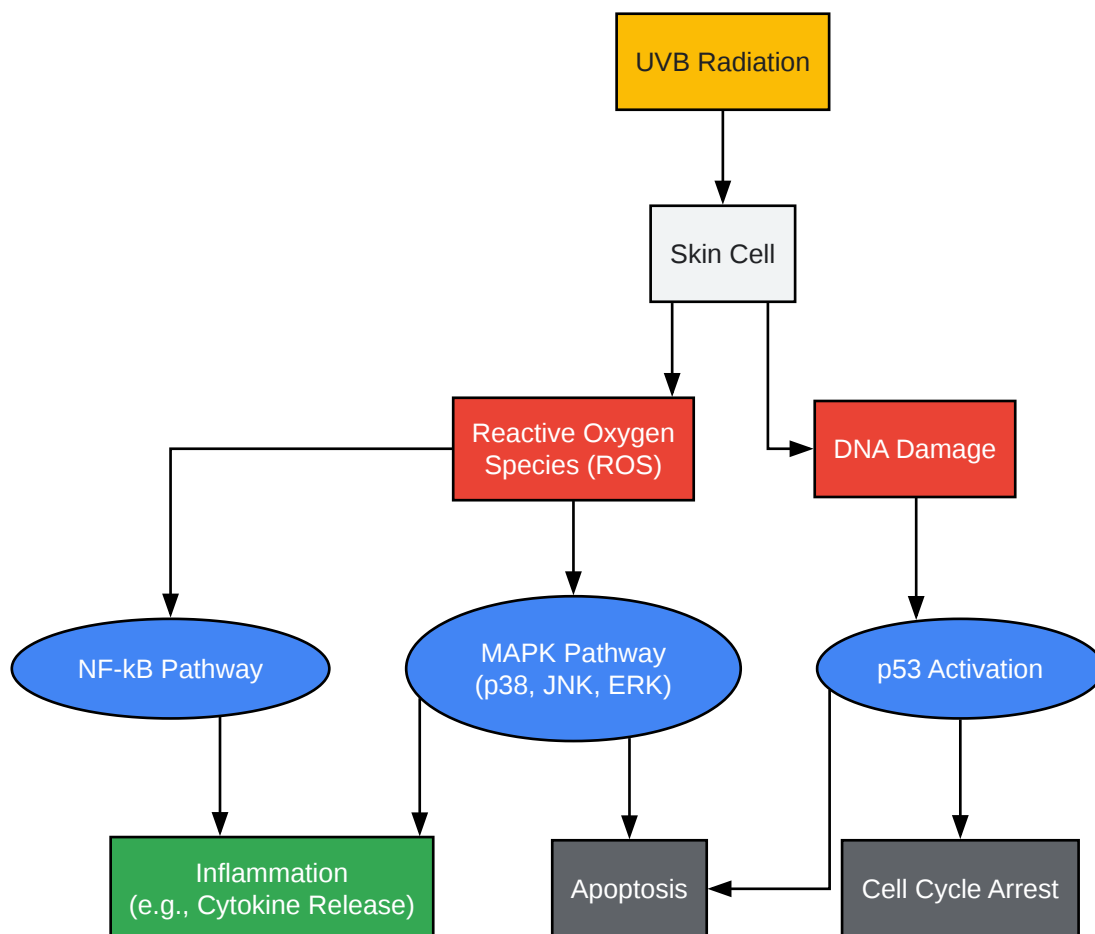 UVB Radiation
Skin Cell
Reactive Oxygen
Species (ROS)
DNA Damage
NF-kB Pathway
MAPK Pathway
(p38, JNK, ERK)
p53 Activation
Inflammation
(e.g., Cytokine Release)
Apoptosis
Cell Cycle Arrest